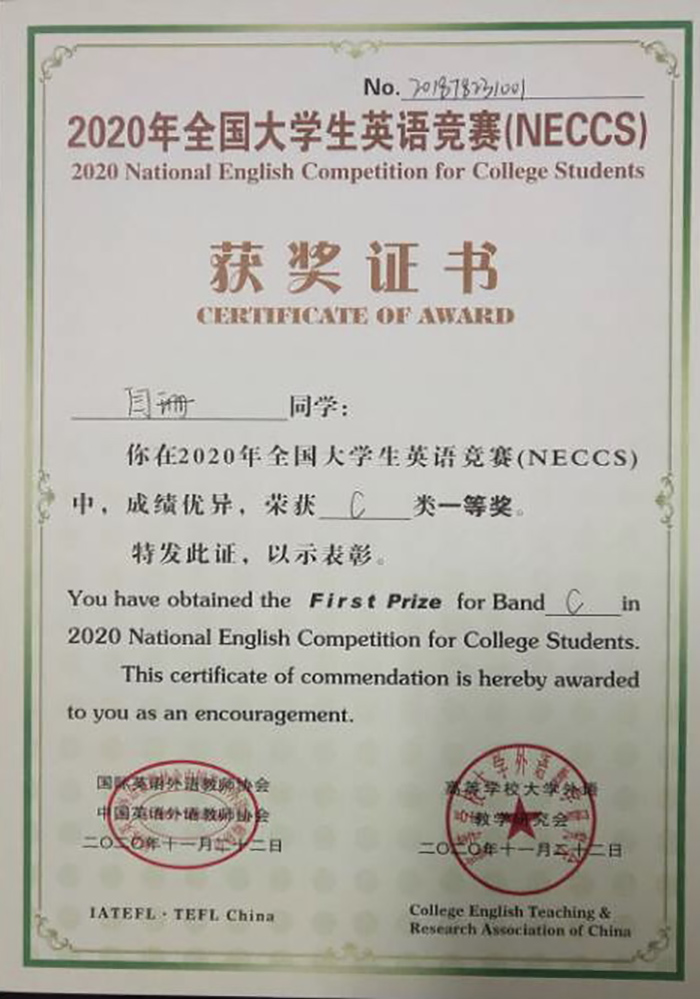 No. 201878231001
2020年全国大学生英语竞赛(NECCS)
2020 National English Competition for College Students
获奖证书
CERTIFICATE OF AWARD
闫珊 同学:
你在2020年全国大学生英语竞赛(NECCS)
中，成绩优异，荣获 C 类一等奖。
特发此证，以示表彰。
You have obtained the First Prize for Band C in
2020 National English Competition for College Students.
This certificate of commendation is hereby awarded
to you as an encouragement.
国际英语外语教师协会
中国英语外语教师协会
二〇二〇年十一月二十二日
IATEFL · TEFL China
高等学校大学外语
教学研究会
二〇二〇年十一月二十二日
College English Teaching &
Research Association of China